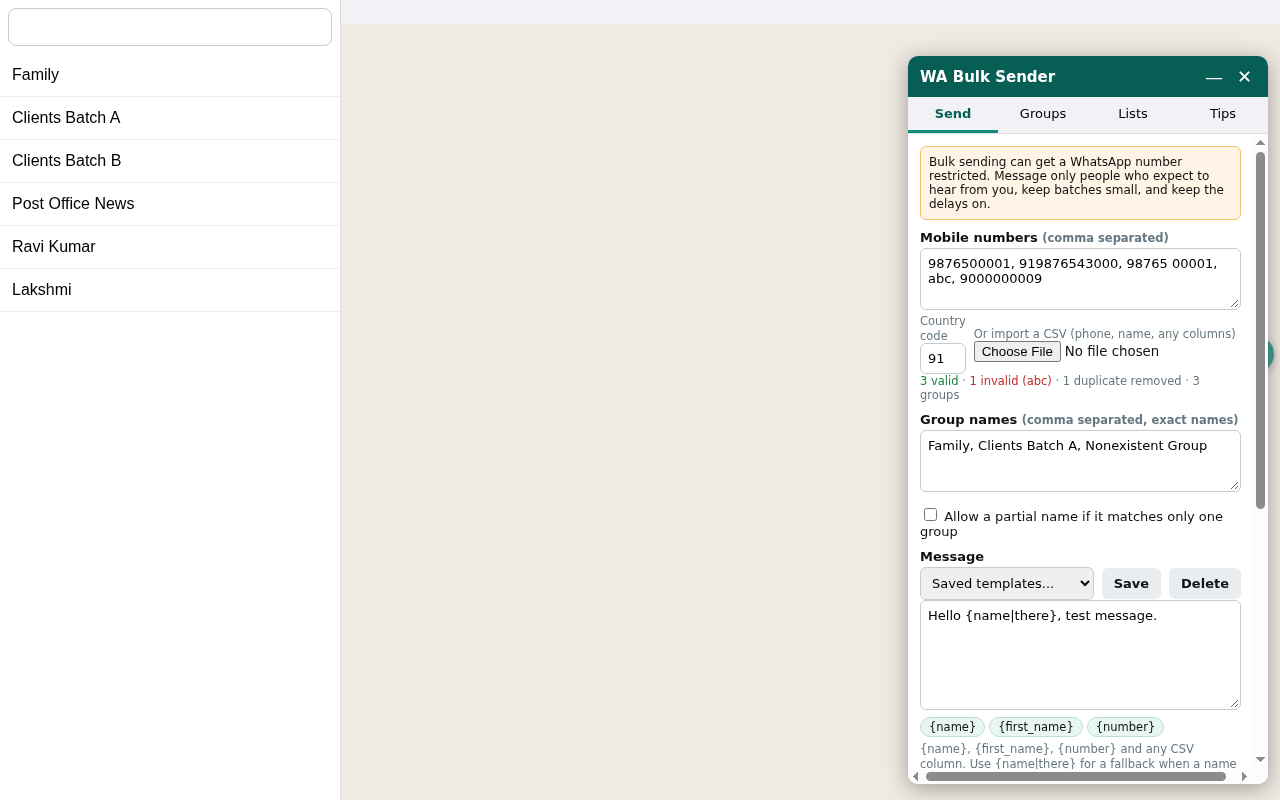 Family
Clients Batch A
Clients Batch B
Post Office News
Ravi Kumar
Lakshmi
WA Bulk Sender
Send
Groups
Lists
Tips
Bulk sending can get a WhatsApp number
restricted. Message only people who expect to
hear from you, keep batches small, and keep the
delays on.
Mobile numbers (comma separated)
9876500001, 919876543000, 98765 00001,
abc, 9000000009
Country
code
91
Or import a CSV (phone, name, any columns)
Choose File No file chosen
3 valid · 1 invalid (abc) · 1 duplicate removed · 3
groups
Group names (comma separated, exact names)
Family, Clients Batch A, Nonexistent Group
Allow a partial name if it matches only one
group
Message
Saved templates...
Save
Delete
Hello {name|there}, test message.
{name} {first_name} {number}
{name}, {first_name}, {number} and any CSV
column. Use {name|there} for a fallback when a name